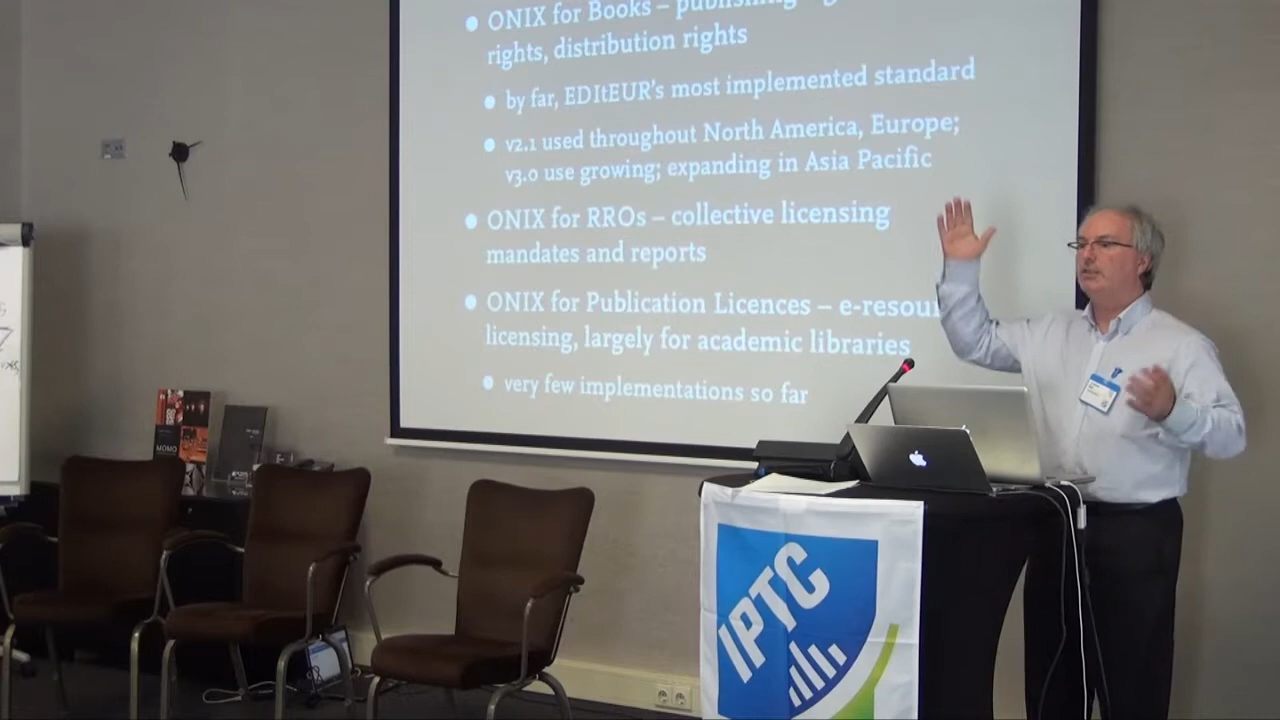 ONIX for Books – publishing
rights, distribution rights
by far, EDItEUR's most implemented standard
v2.1 used throughout North America, Europe;
v3.0 use growing; expanding in Asia Pacific
ONIX for RROs – collective licensing
mandates and reports
ONIX for Publication Licences – e-resou
licensing, largely for academic libraries
very few implementations so far
MOMO
IPTC